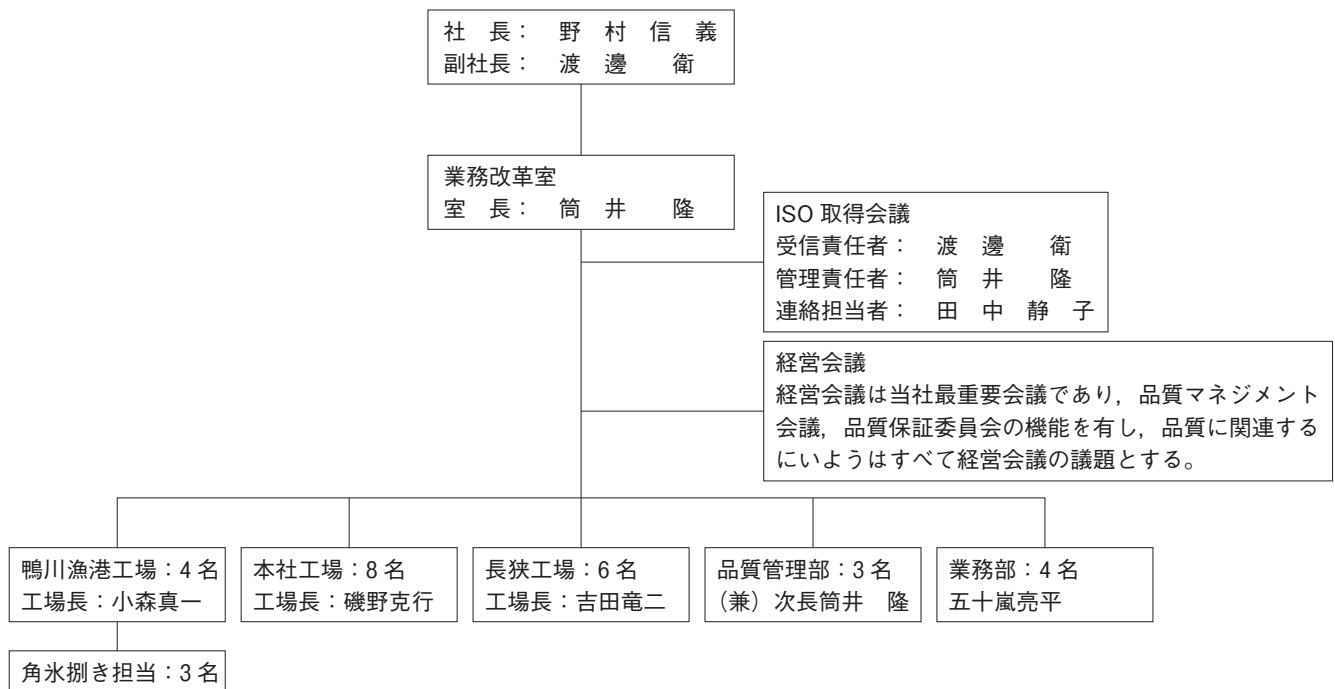 社 長： 野 村 信 義
副社長： 渡 邊 衛
業務改革室
室 長： 筒 井 隆
ISO 取得会議
受信責任者： 渡 邊 衛
管理責任者： 筒 井 隆
連絡担当者： 田 中 静 子
経営会議
経営会議は当社最重要会議であり，品質マネジメント
会議，品質保証委員会の機能を有し，品質に関連する
にいようはすべて経営会議の議題とする。
鴨川漁港工場：4 名
工場長：小森真一
本社工場：8 名
工場長：磯野克行
長狭工場：6 名
工場長：吉田竜二
品質管理部：3 名
（兼）次長筒井 隆
業務部：4 名
五十嵐亮平
角氷捌き担当：3 名